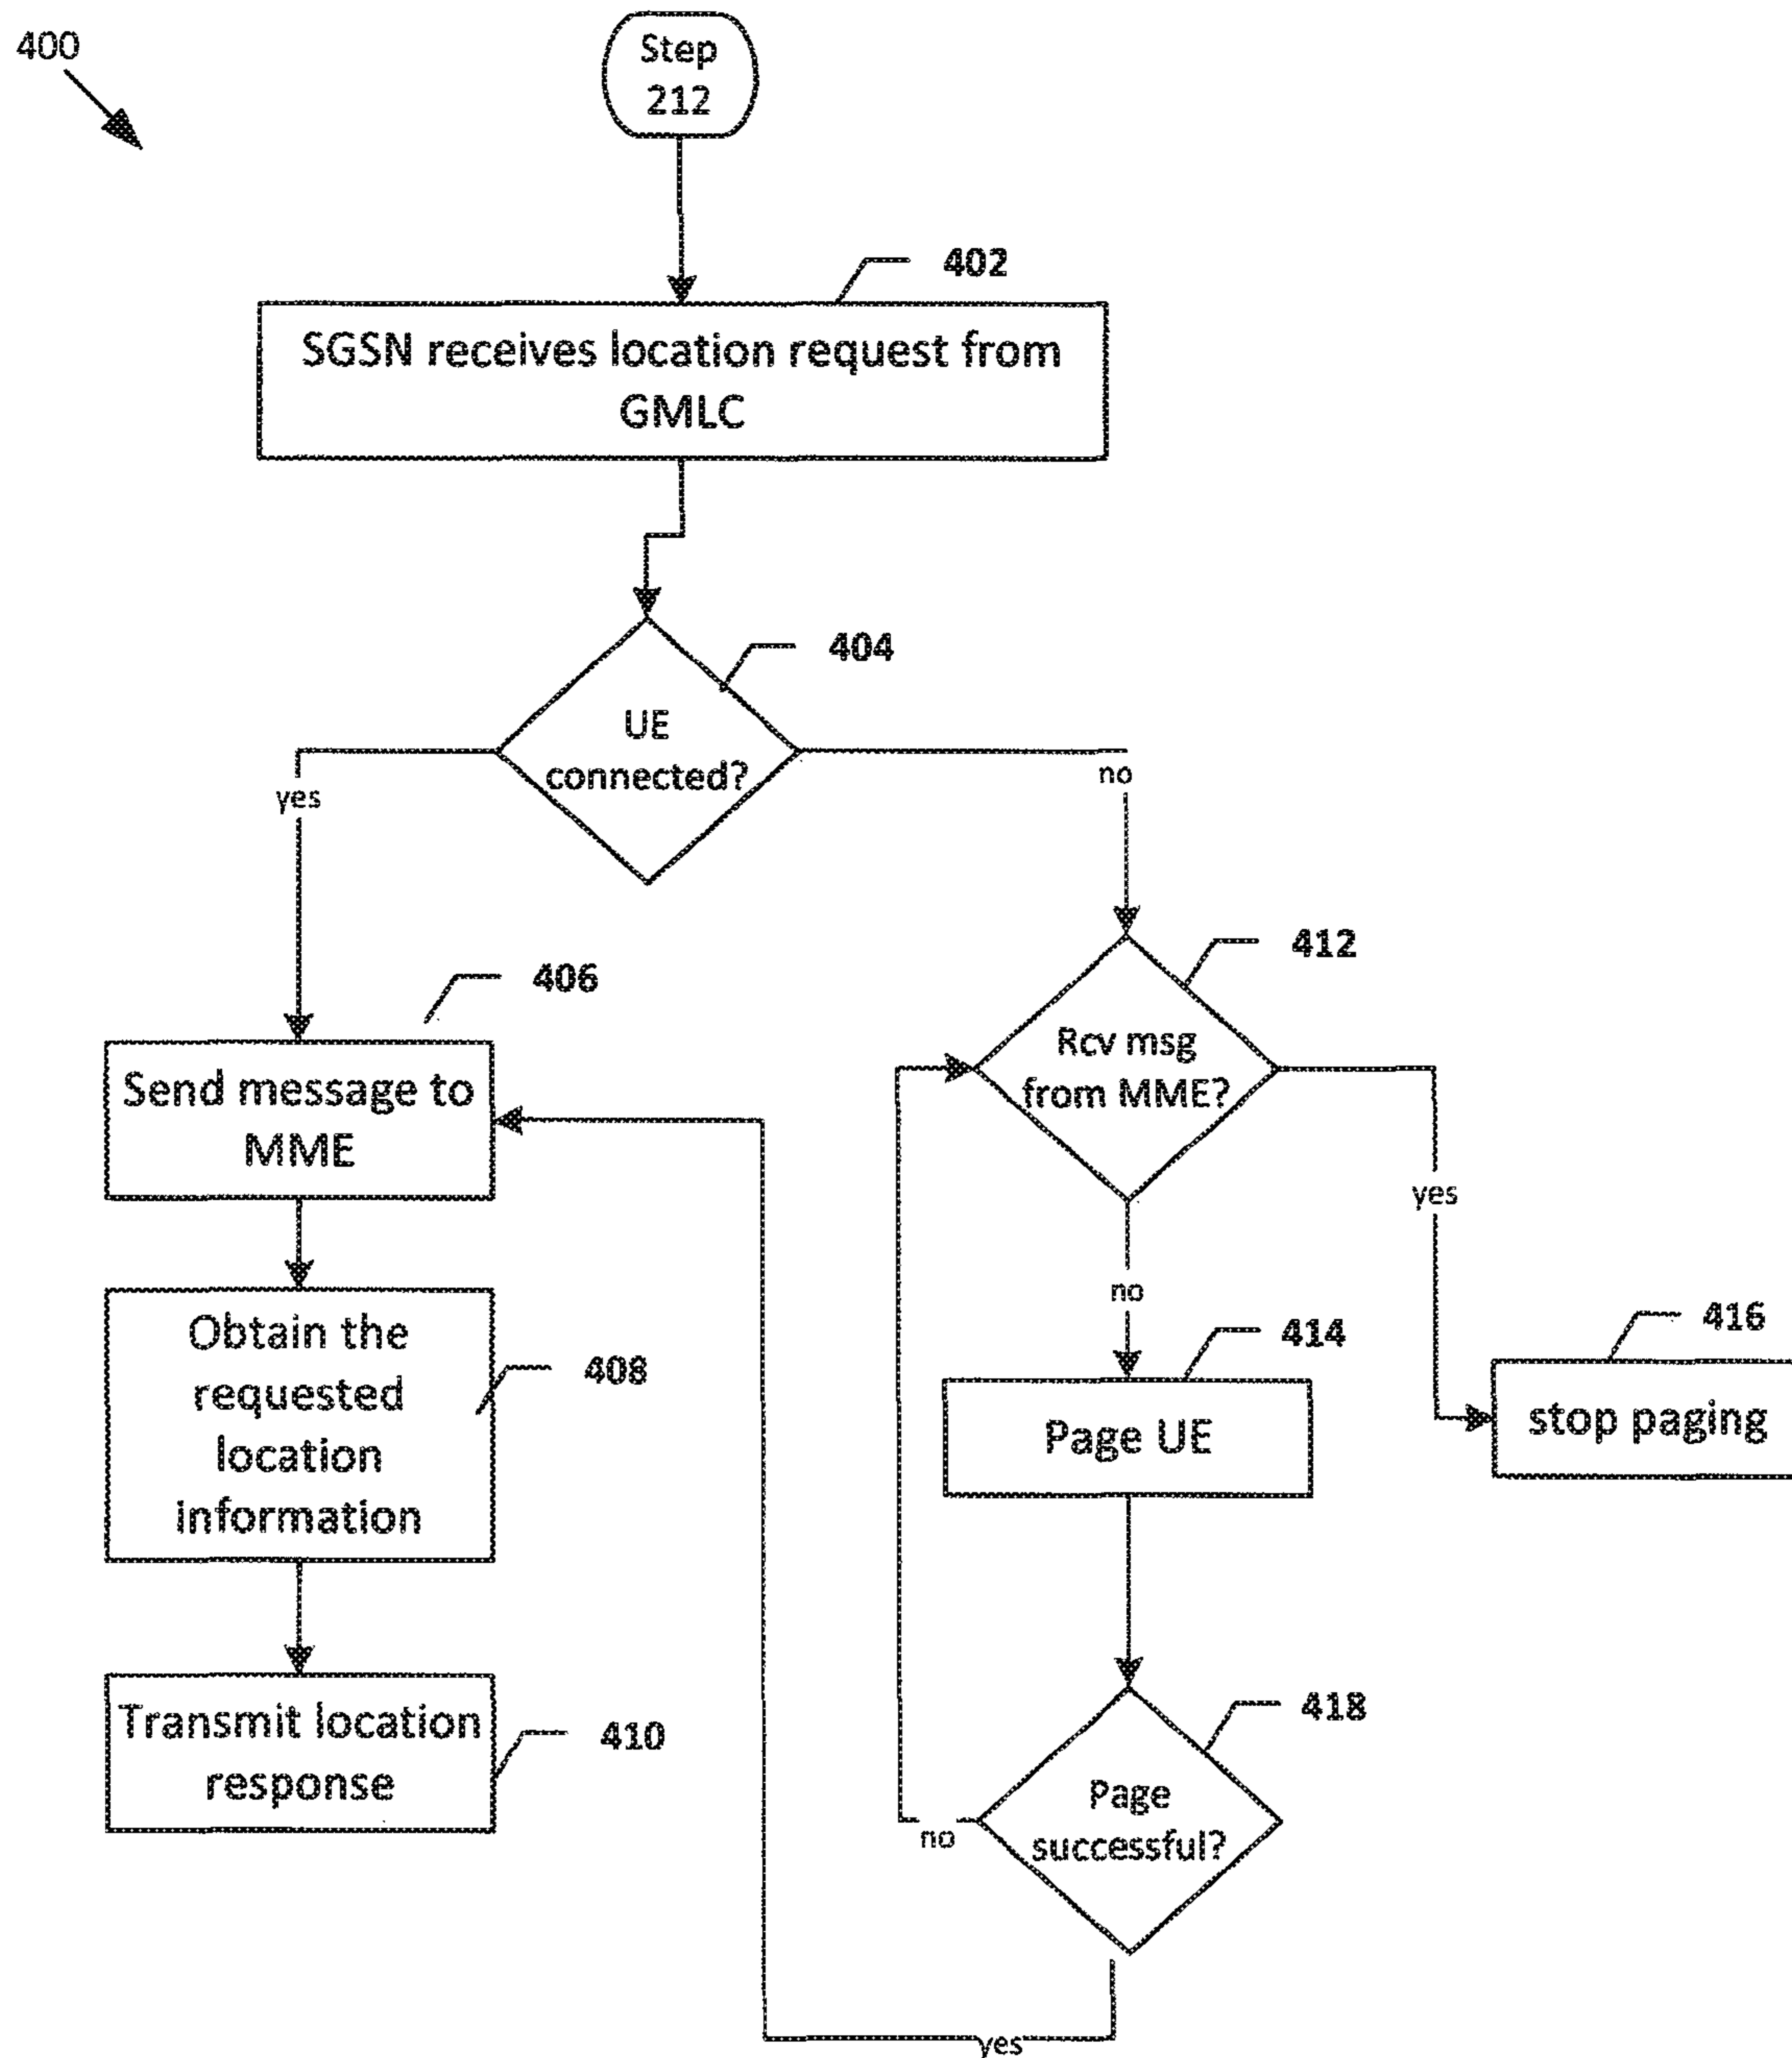 400
Step
212
402
SGSN receives location request from
GMLC
404
UE
connected?
yes
no
412
406
Rcv msg
from MME?
Send message to
MME
yes
no
416
414
Obtain the
requested
location
information
408
stop paging
Page UE
418
Transmit location
response
410
Page
successful?
no
yes